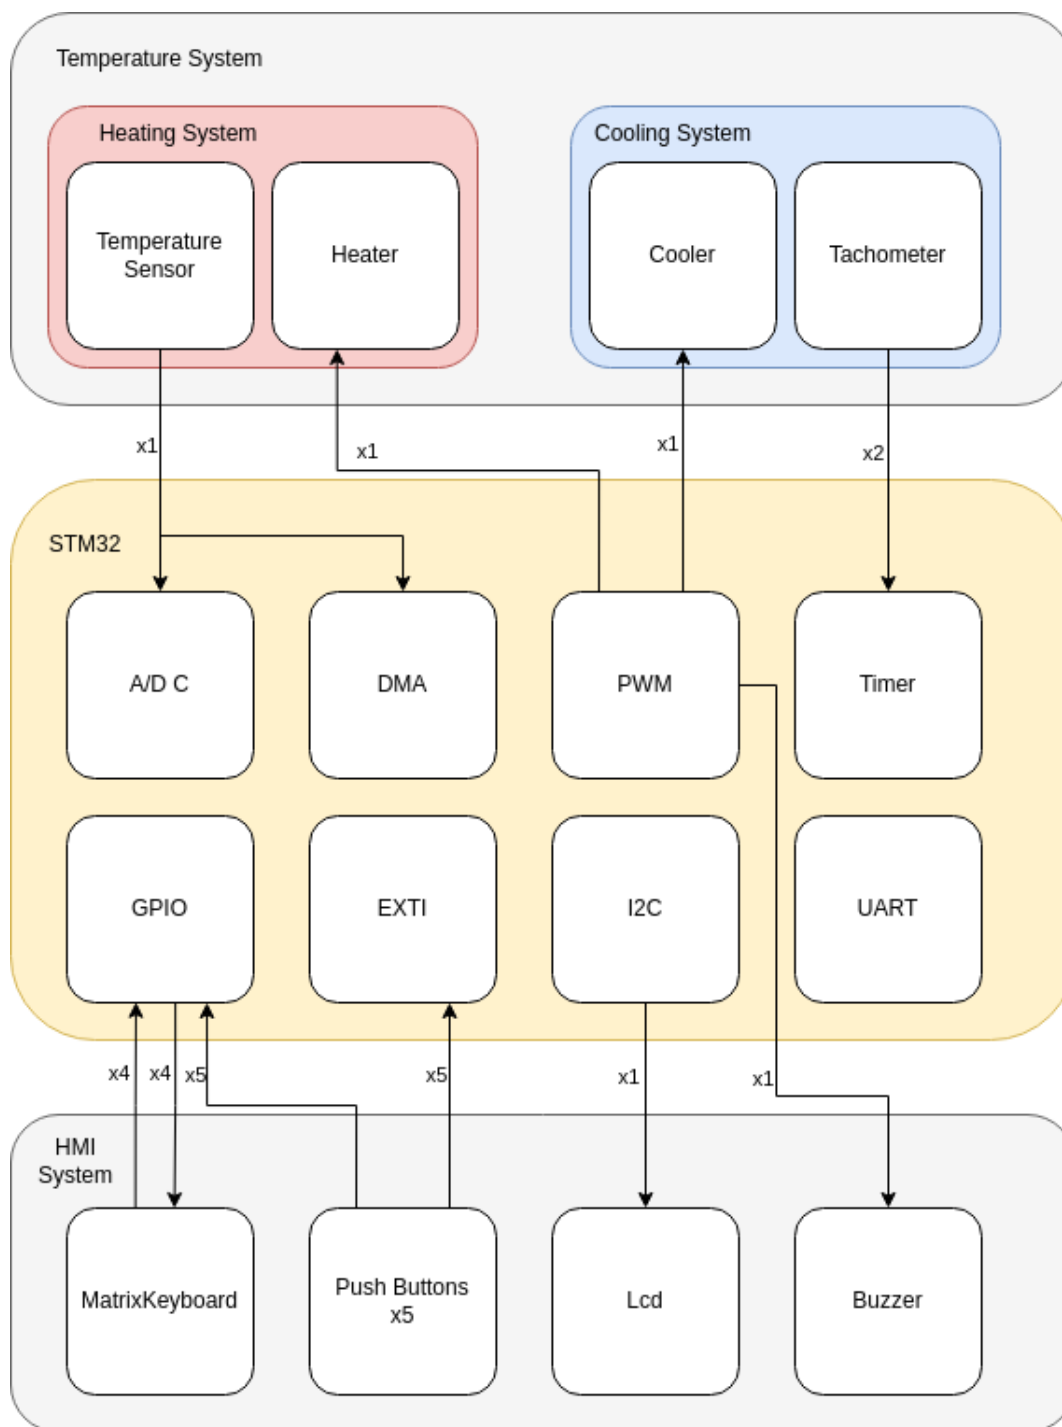 Temperature System
Heating System
Cooling System
Temperature
Sensor
Heater
Cooler
Tachometer
x1
x1
x1
x2
STM32
A/D C
DMA
PWM
Timer
GPIO
EXTI
I2C
UART
x4
x4
x5
x5
x1
x1
HMI
System
MatrixKeyboard
Push Buttons
x5
Lcd
Buzzer